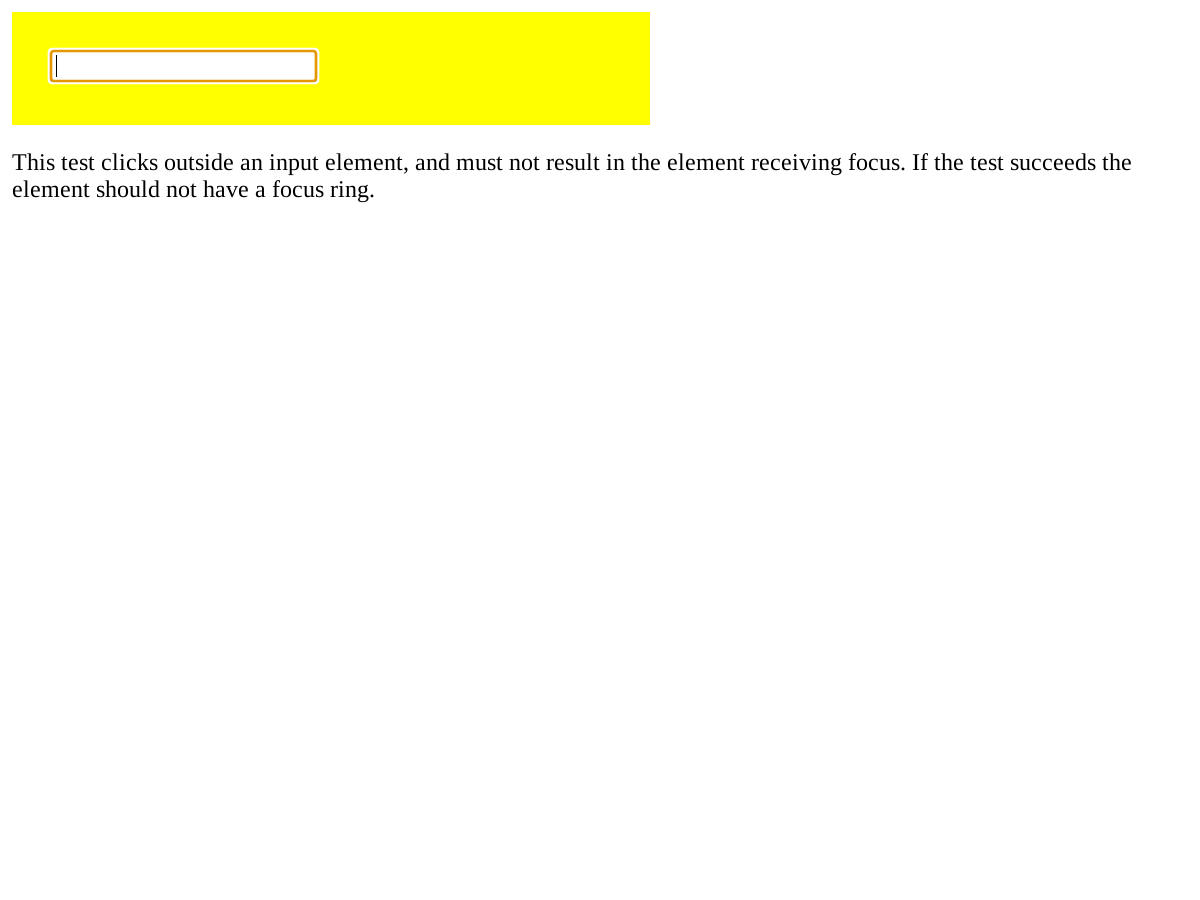 This test clicks outside an input element, and must not result in the element receiving focus. If the test succeeds the
element should not have a focus ring.